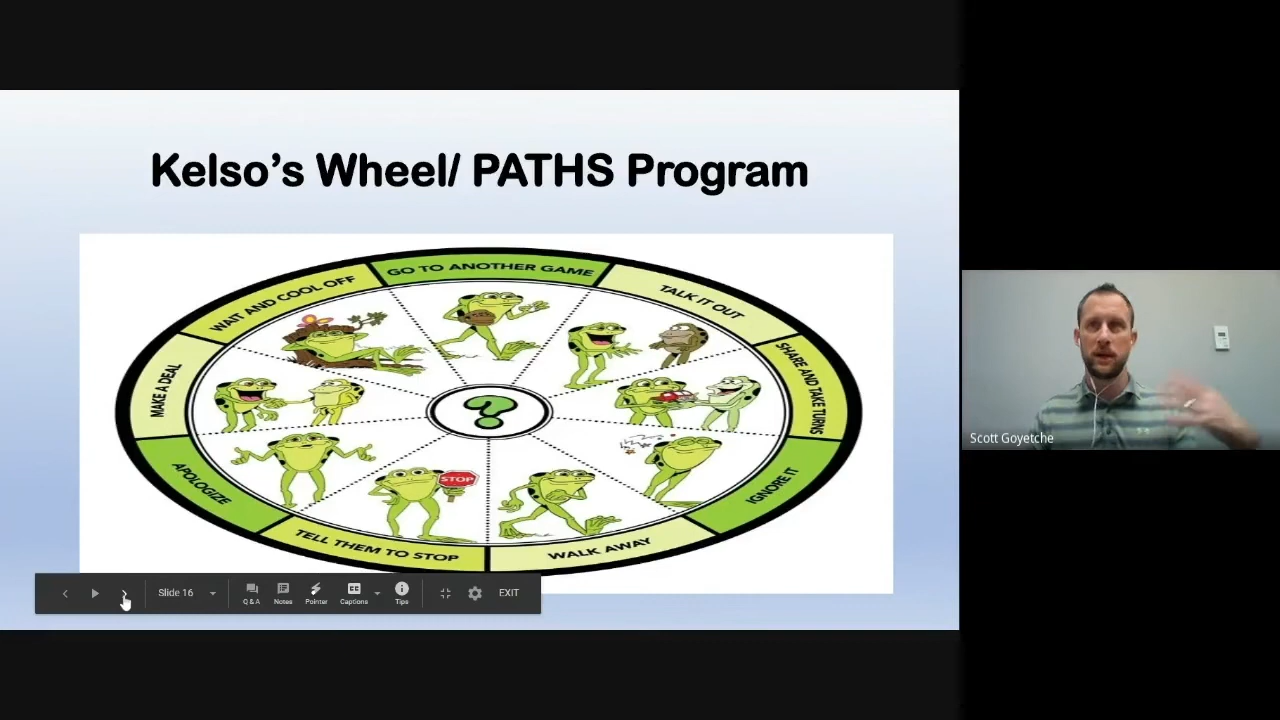 Kelso's Wheel/ PATHS Program
GO TO ANOTHER GAME
TALK IT OUT
SHARE AND TAKE TURNS
IGNORE IT
WALK AWAY
TELL THEM TO STOP
APOLOGIZE
MAKE A DEAL
WAIT AND COOL OFF
STOP
?
Slide 16
Q & A
Notes
Pointer
Captions
Tips
EXIT
Scott Goyetche